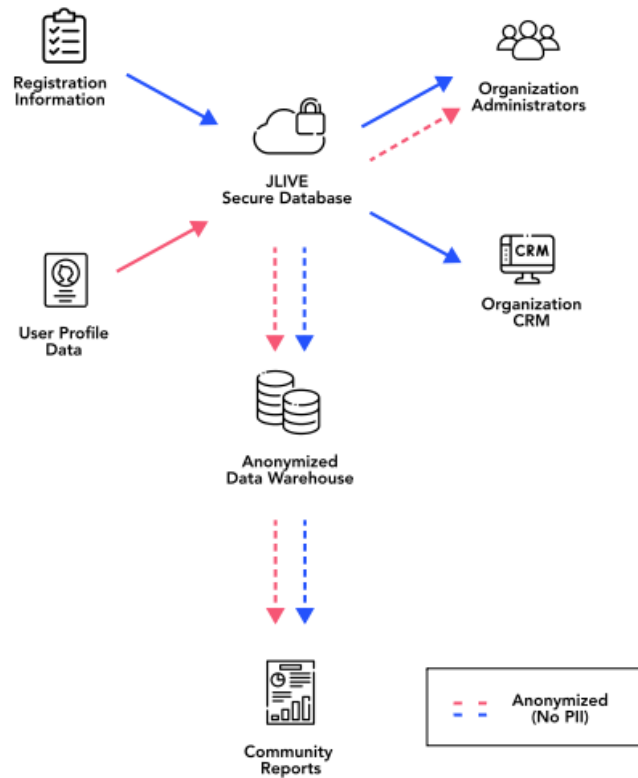 Registration
Information
Organization
Administrators
JLIVE
Secure Database
CRM
User Profile
Data
Organization
CRM
Anonymized
Data Warehouse
Anonymized
(No PII)
Community
Reports